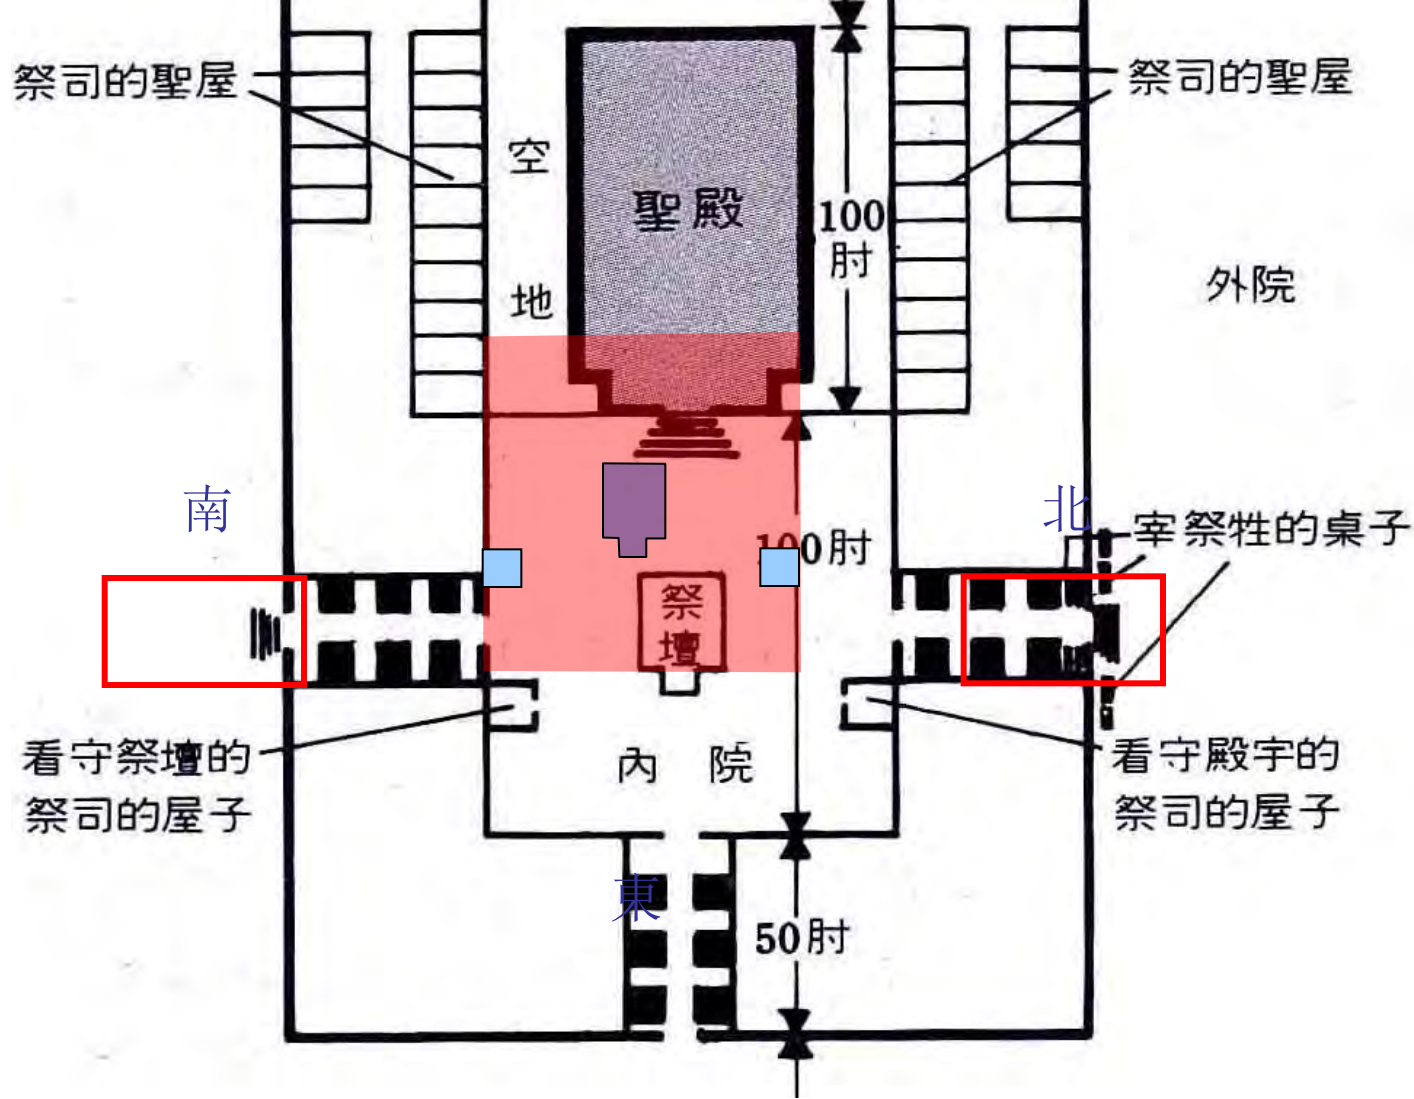 祭司的聖屋
祭司的聖屋
空
地
聖殿
100
肘
外院
南
北
100肘
宰祭牲的桌子
祭
壇
看守祭壇的
祭司的屋子
內院
看守殿宇的
祭司的屋子
東
50肘